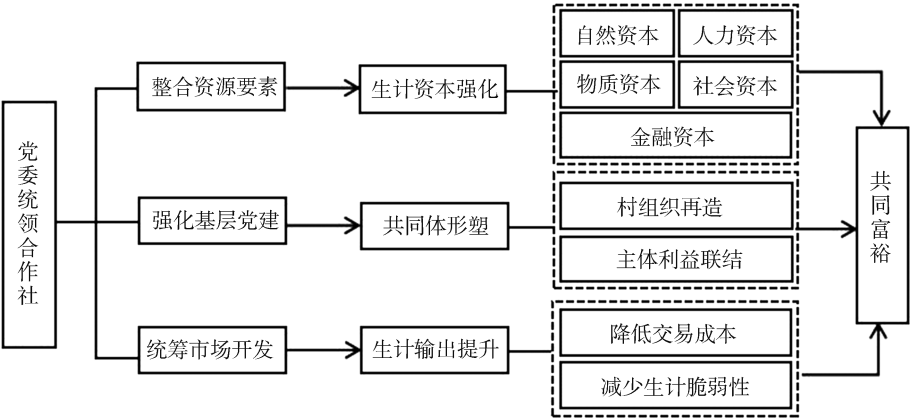 党委统领合作社
整合资源要素
生计资本强化
自然资本
人力资本
物质资本
社会资本
金融资本
强化基层党建
共同体形塑
村组织再造
主体利益联结
统筹市场开发
生计输出提升
降低交易成本
减少生计脆弱性
共同富裕